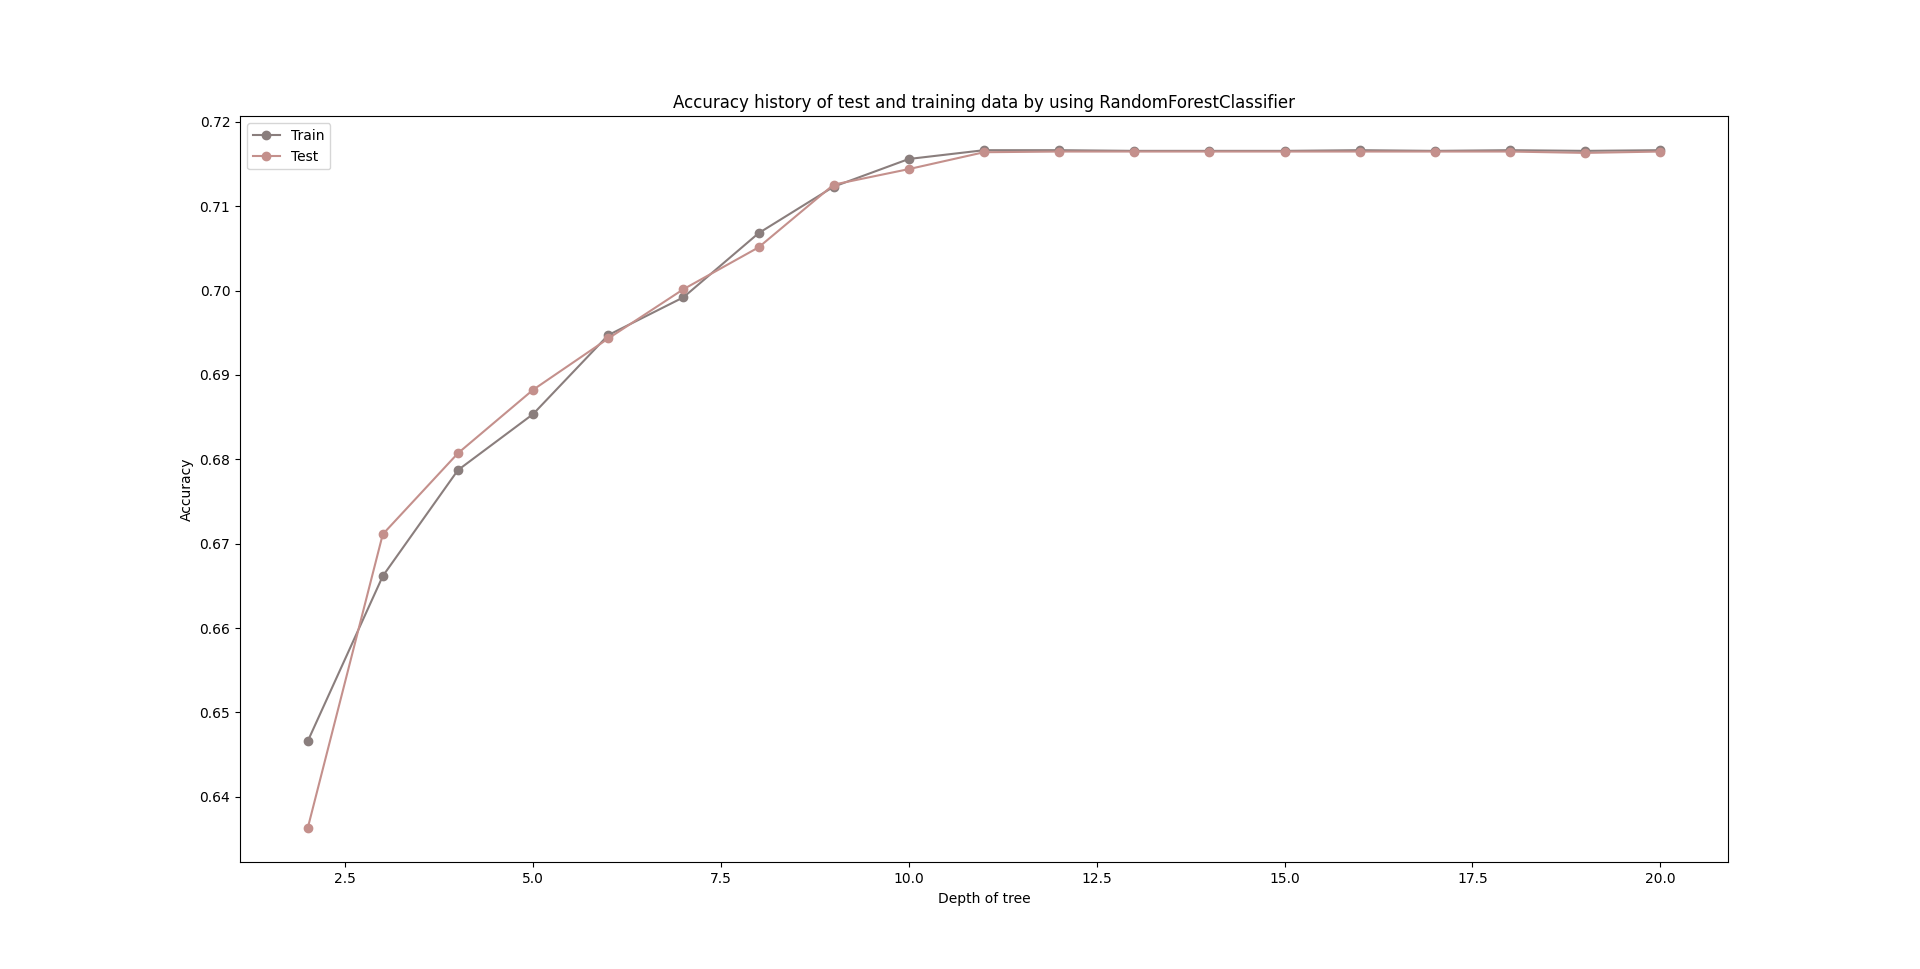 Accuracy history of test and training data by using RandomForestClassifier
Train
Test
0.72
0.71
0.70
0.69
0.68
0.67
0.66
0.65
0.64
Accuracy
2.5 5.0 7.5 10.0 12.5 15.0 17.5 20.0
Depth of tree